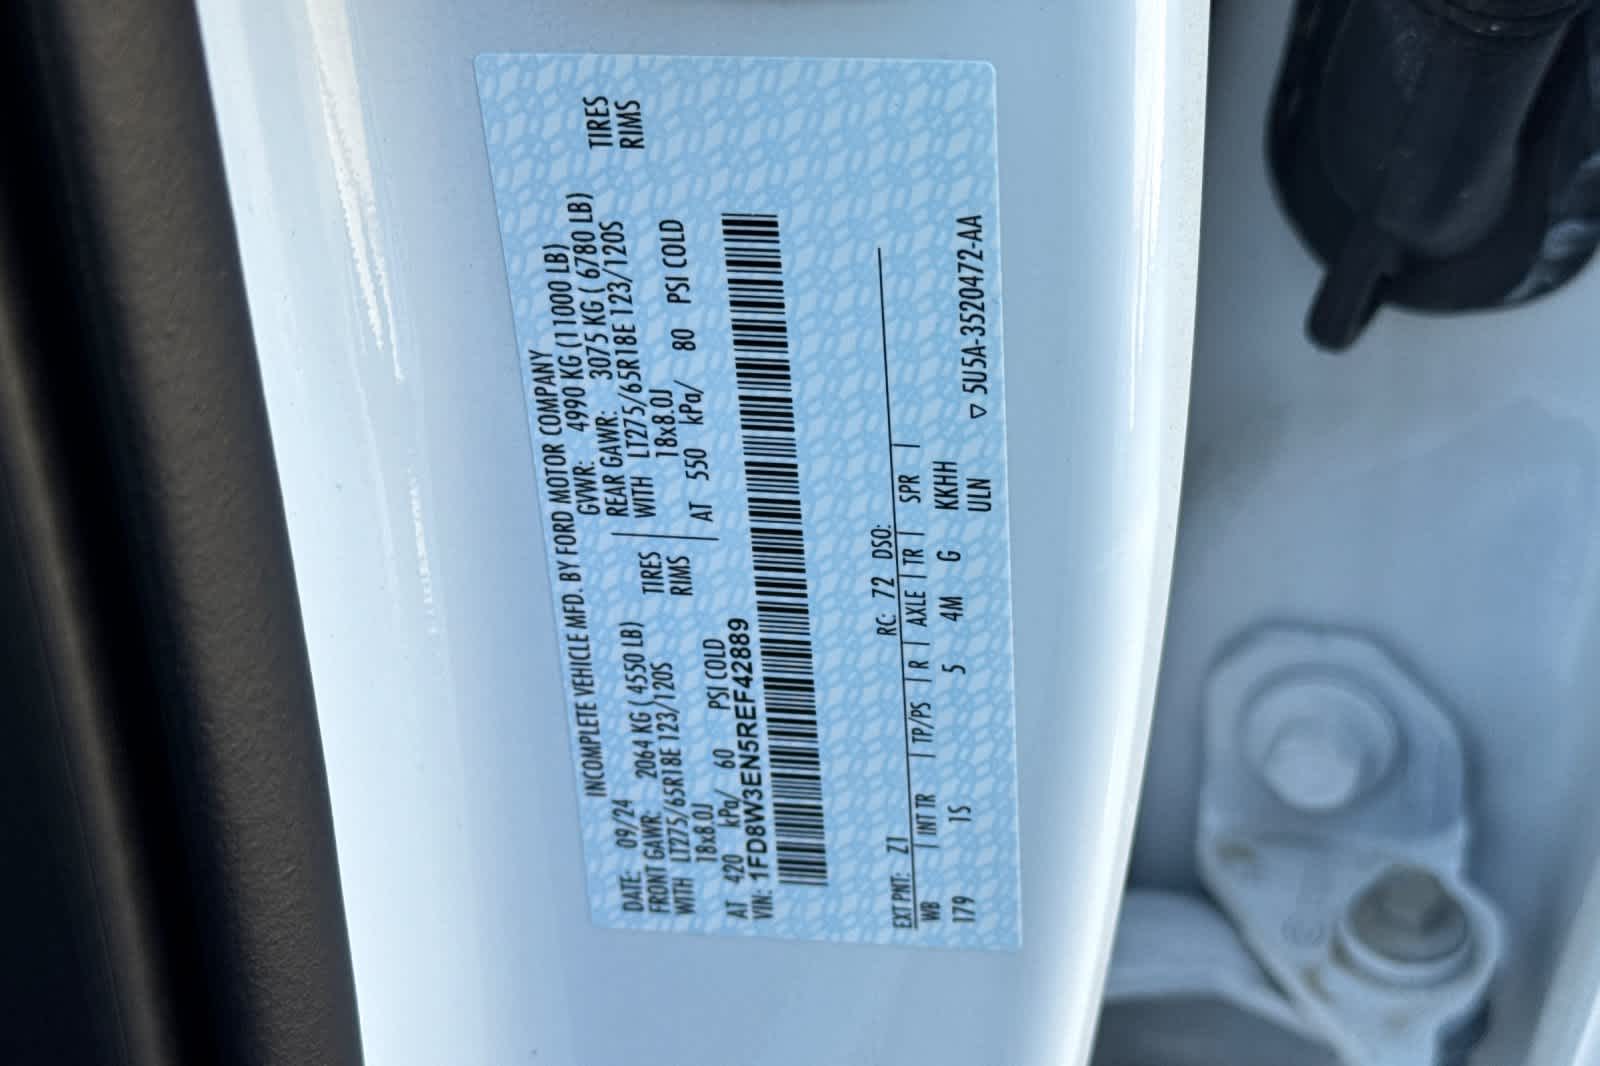 INCOMPLETE VEHICLE MFD. BY FORD MOTOR COMPANY
DATE: 09/24 GVWR: 4990 KG (11000 LB)
FRONT GAWR: 2064 KG ( 4550 LB) REAR GAWR: 3075 KG ( 6780 LB)
WITH LT275/65R18E 123/120S TIRES WITH LT275/65R18E 123/120S TIRES
18x8.0J RIMS 18x8.0J RIMS
AT 420 kPa/ 60 PSI COLD AT 550 kPa/ 80 PSI COLD
VIN: 1FD8W3EN5REF42889
EXT PNT: Z1 RC: 72 DSO:
WB INT TR TP/PS R AXLE TR SPR
179 1S 5 4M G KKHH
ULN
▽ 5U5A-3520472-AA